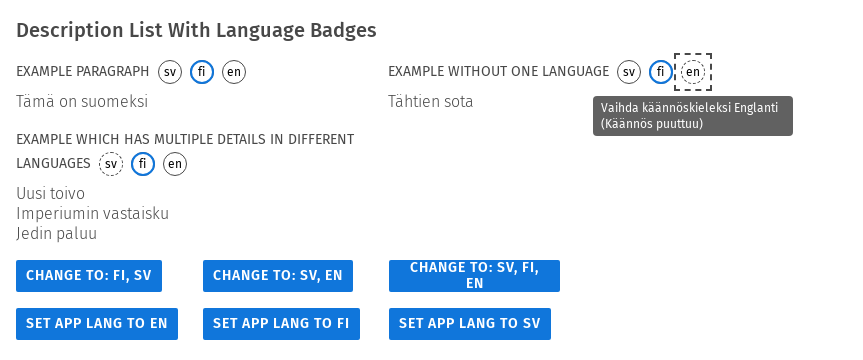 Description List With Language Badges
EXAMPLE PARAGRAPH sv fi en
Tämä on suomeksi
EXAMPLE WITHOUT ONE LANGUAGE sv fi en
Tähtien sota
Vaihda käännöskieleksi Englanti
(Käännös puuttuu)
EXAMPLE WHICH HAS MULTIPLE DETAILS IN DIFFERENT
LANGUAGES sv fi en
Uusi toivo
Imperiumin vastaisku
Jedin paluu
CHANGE TO: FI, SV
CHANGE TO: SV, EN
CHANGE TO: SV, FI,
EN
SET APP LANG TO EN
SET APP LANG TO FI
SET APP LANG TO SV